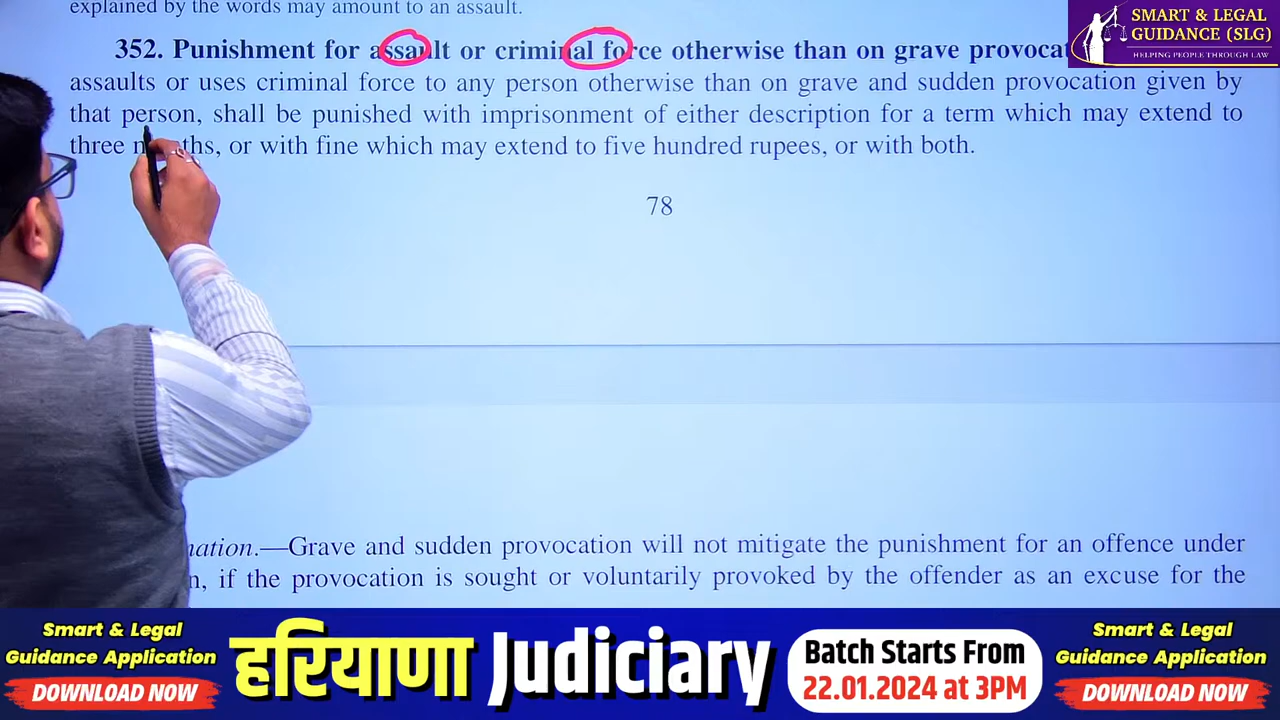 explained by the words may amount to an assault.
352. Punishment for assault or criminal force otherwise than on grave
assaults or uses criminal force to any person otherwise than on grave and sudden provocation given by
that person, shall be punished with imprisonment of either description for a term which may extend to
three months, or with fine which may extend to five hundred rupees, or with both.
78
Grave and sudden provocation will not mitigate the punishment for an offence under
if the provocation is sought or voluntarily provoked by the offender as an excuse for the
SMART & LEGAL
GUIDANCE (SLG)
HELPING PEOPLE THROUGH LAW
Smart & Legal
Guidance Application
DOWNLOAD NOW
हरियाणा Judiciary
Batch Starts From
22.01.2024 at 3PM
Smart & Legal
Guidance Application
DOWNLOAD NOW